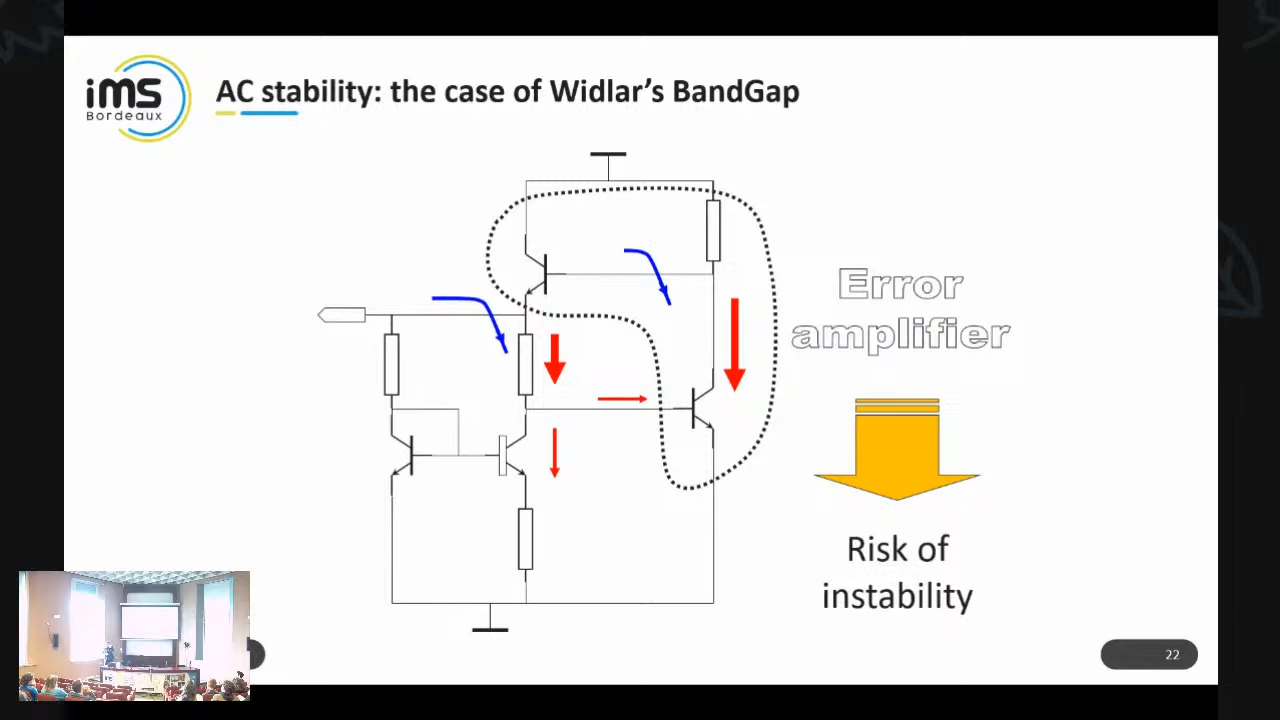 iMS
Bordeaux
AC stability: the case of Widlar's BandGap
Error
amplifier
Risk of
instability
22